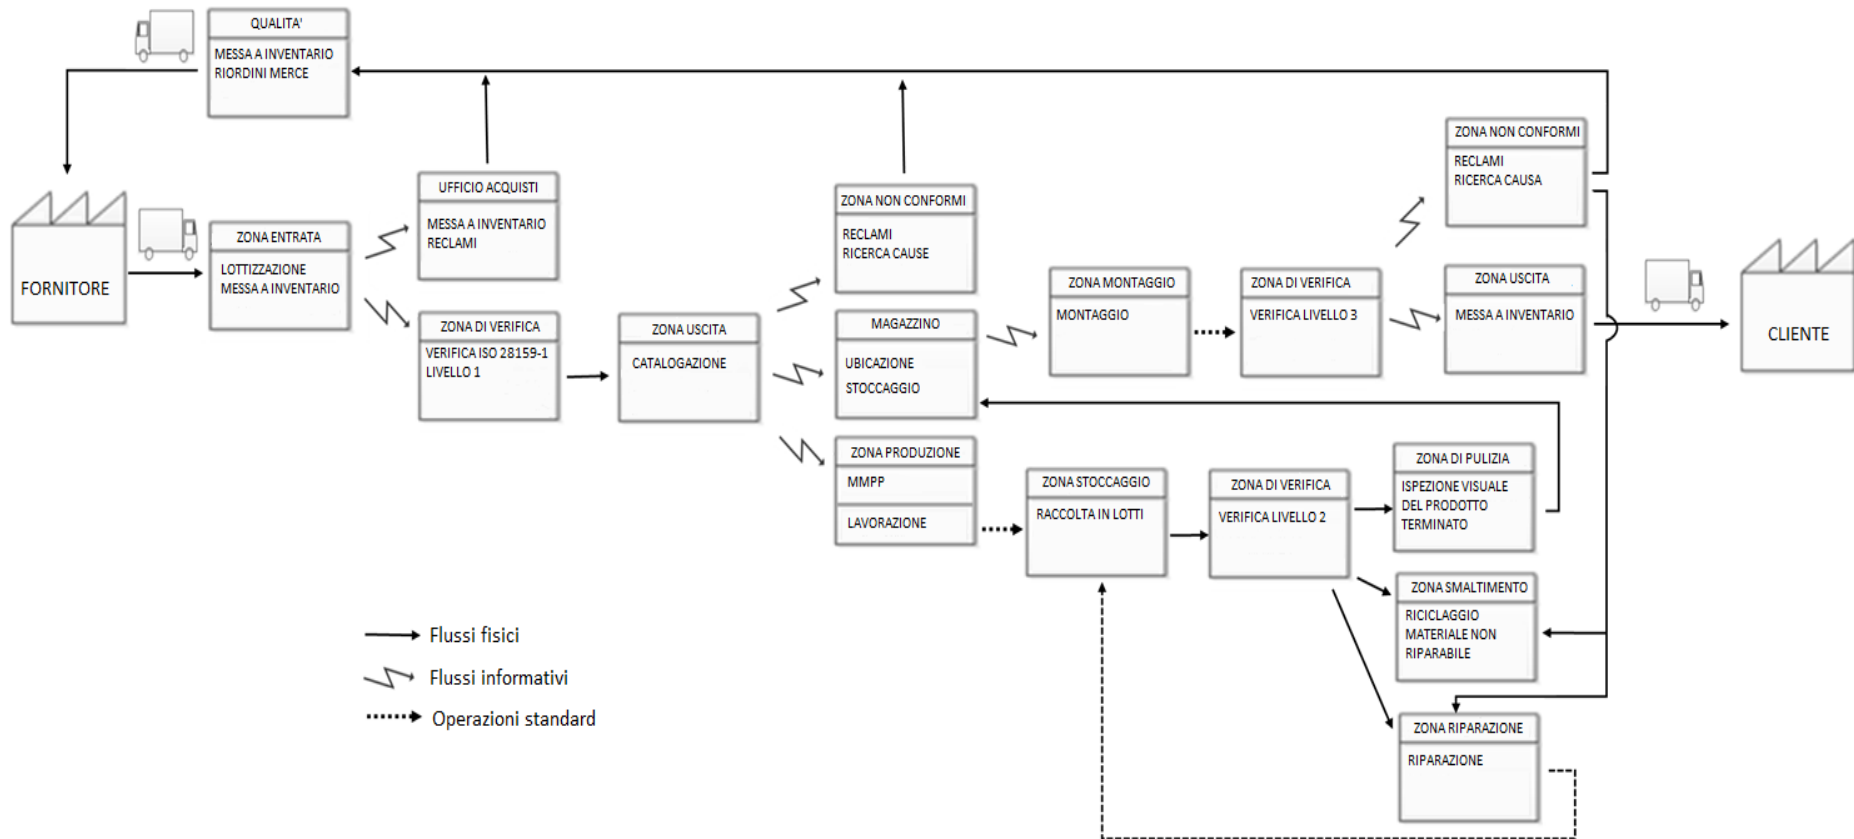 QUALITA'
MESSA A INVENTARIO
RIORDINI MERCE
FORNITORE
ZONA ENTRATA
LOTTIZZAZIONE
MESSA A INVENTARIO
UFFICIO ACQUISTI
MESSA A INVENTARIO
RECLAMI
ZONA DI VERIFICA
VERIFICA ISO 28159-1
LIVELLO 1
ZONA USCITA
CATALOGAZIONE
ZONA NON CONFORMI
RECLAMI
RICERCA CAUSE
MAGAZZINO
UBICAZIONE
STOCCAGGIO
ZONA PRODUZIONE
MMPP
LAVORAZIONE
ZONA MONTAGGIO
MONTAGGIO
ZONA DI VERIFICA
VERIFICA LIVELLO 3
ZONA NON CONFORMI
RECLAMI
RICERCA CAUSA
ZONA USCITA
MESSA A INVENTARIO
CLIENTE
ZONA STOCCAGGIO
RACCOLTA IN LOTTI
ZONA DI VERIFICA
VERIFICA LIVELLO 2
ZONA DI PULIZIA
ISPEZIONE VISUALE
DEL PRODOTTO
TERMINATO
ZONA SMALTIMENTO
RICICLAGGIO
MATERIALE NON
RIPARABILE
ZONA RIPARAZIONE
RIPARAZIONE
Flussi fisici
Flussi informativi
Operazioni standard